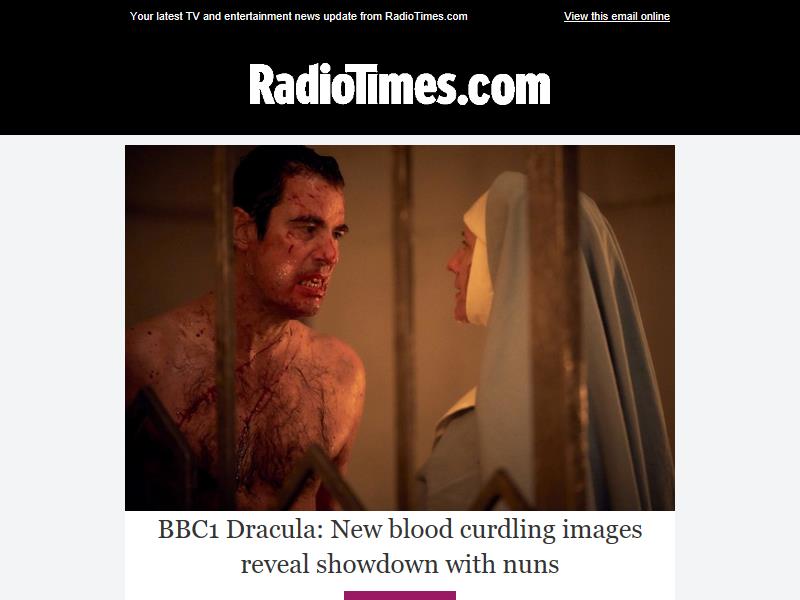 Your latest TV and entertainment news update from RadioTimes.com
View this email online
RadioTimes.com
BBC1 Dracula: New blood curdling images
reveal showdown with nuns